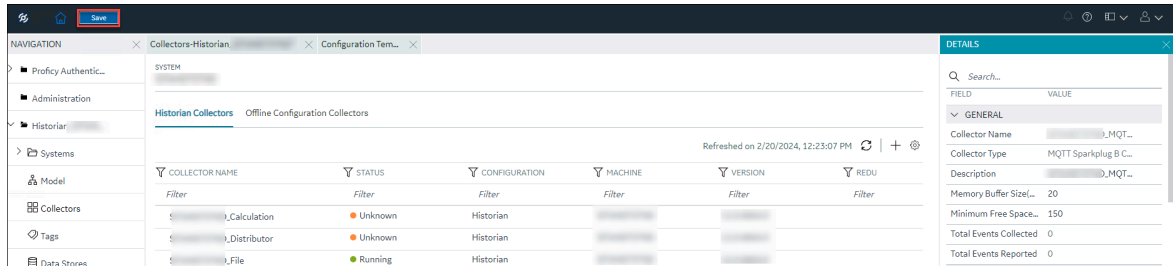 Save
NAVIGATION
Proficy Authentic...
Administration
Historian
Systems
Model
Collectors
Tags
Data Stores
Collectors-Historian
Configuration Tem...
SYSTEM
Historian Collectors Offline Configuration Collectors
Refreshed on 2/20/2024, 12:23:07 PM
COLLECTOR NAME STATUS CONFIGURATION MACHINE VERSION REDU
Filter Filter Filter Filter Filter Filter
_Calculation Unknown Historian
_Distributor Unknown Historian
_File Running Historian
DETAILS
Search...
FIELD VALUE
GENERAL
Collector Name _MQT...
Collector Type MQTT Sparkplug B C...
Description _MQT...
Memory Buffer Size(... 20
Minimum Free Space... 150
Total Events Collected 0
Total Events Reported 0